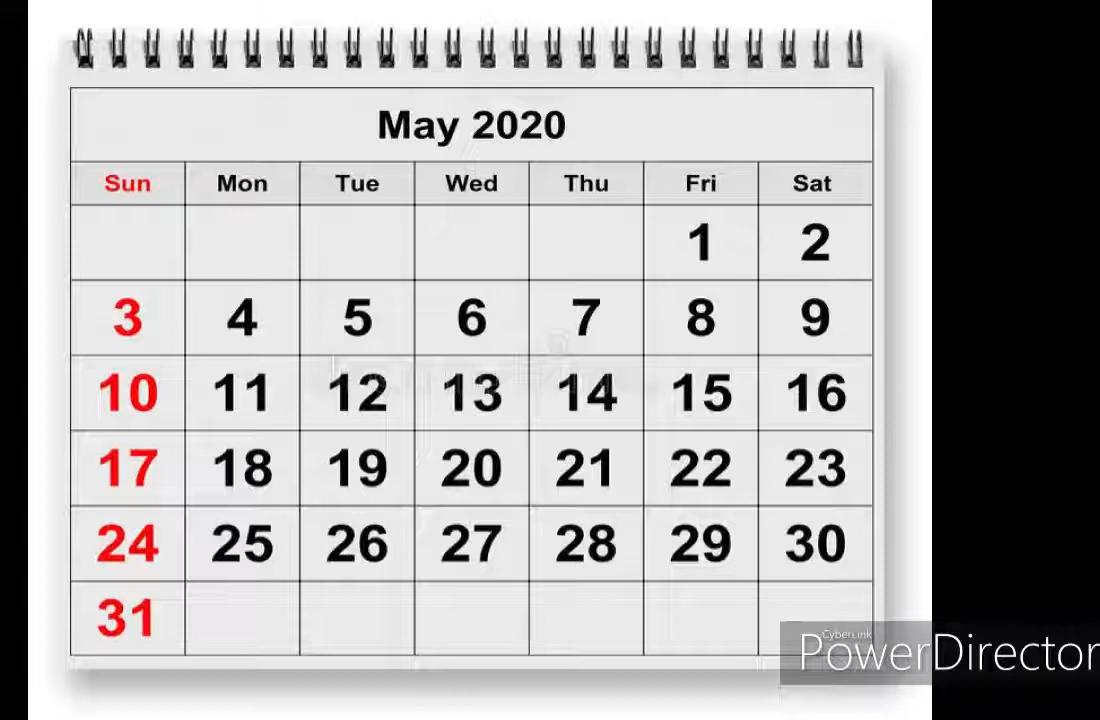 May 2020
Sun Mon Tue Wed Thu Fri Sat
1 2
3 4 5 6 7 8 9
10 11 12 13 14 15 16
17 18 19 20 21 22 23
24 25 26 27 28 29 30
31
CyberLink
PowerDirector